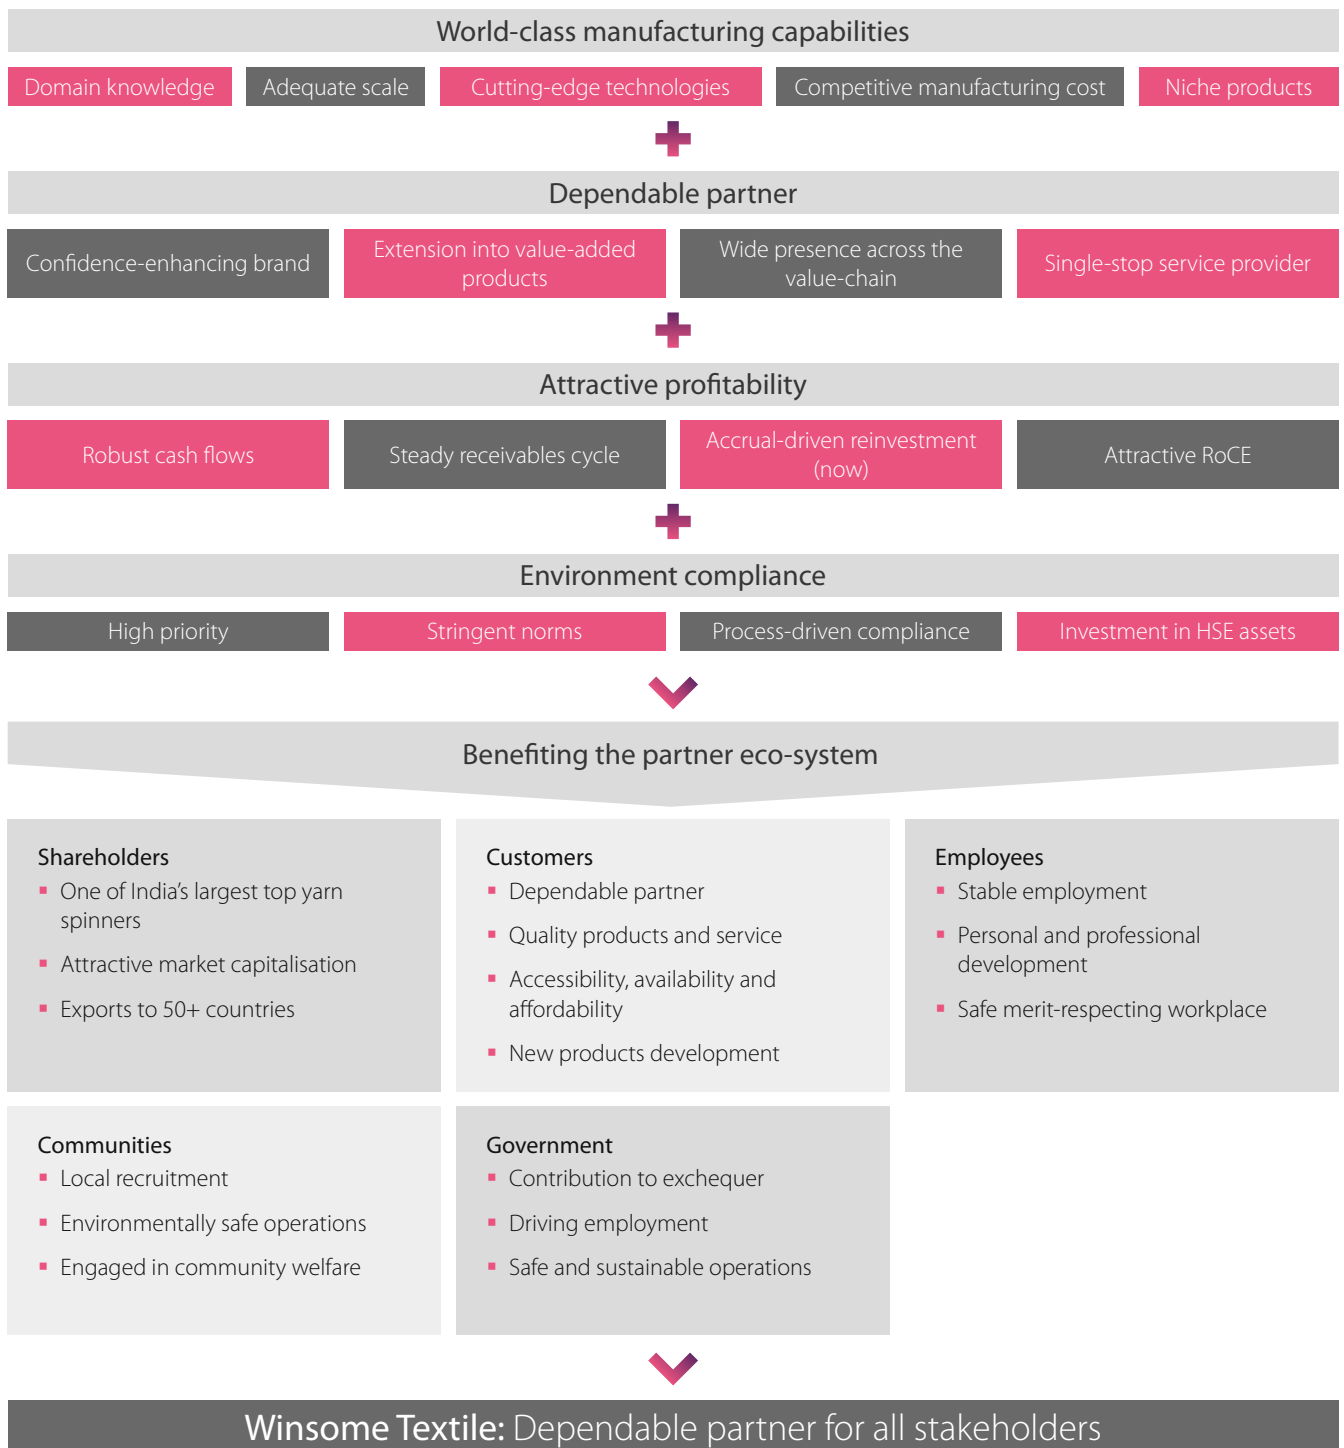 World-class manufacturing capabilities
Domain knowledge
Adequate scale
Cutting-edge technologies
Competitive manufacturing cost
Niche products
Dependable partner
Confidence-enhancing brand
Extension into value-added
products
Wide presence across the
value-chain
Single-stop service provider
Attractive profitability
Robust cash flows
Steady receivables cycle
Accrual-driven reinvestment
(now)
Attractive RoCE
Environment compliance
High priority
Stringent norms
Process-driven compliance
Investment in HSE assets
Benefiting the partner eco-system
Shareholders
▪ One of India's largest top yarn
spinners
▪ Attractive market capitalisation
▪ Exports to 50+ countries
Customers
▪ Dependable partner
▪ Quality products and service
▪ Accessibility, availability and
affordability
▪ New products development
Employees
▪ Stable employment
▪ Personal and professional
development
▪ Safe merit-respecting workplace
Communities
▪ Local recruitment
▪ Environmentally safe operations
▪ Engaged in community welfare
Government
▪ Contribution to exchequer
▪ Driving employment
▪ Safe and sustainable operations
Winsome Textile: Dependable partner for all stakeholders